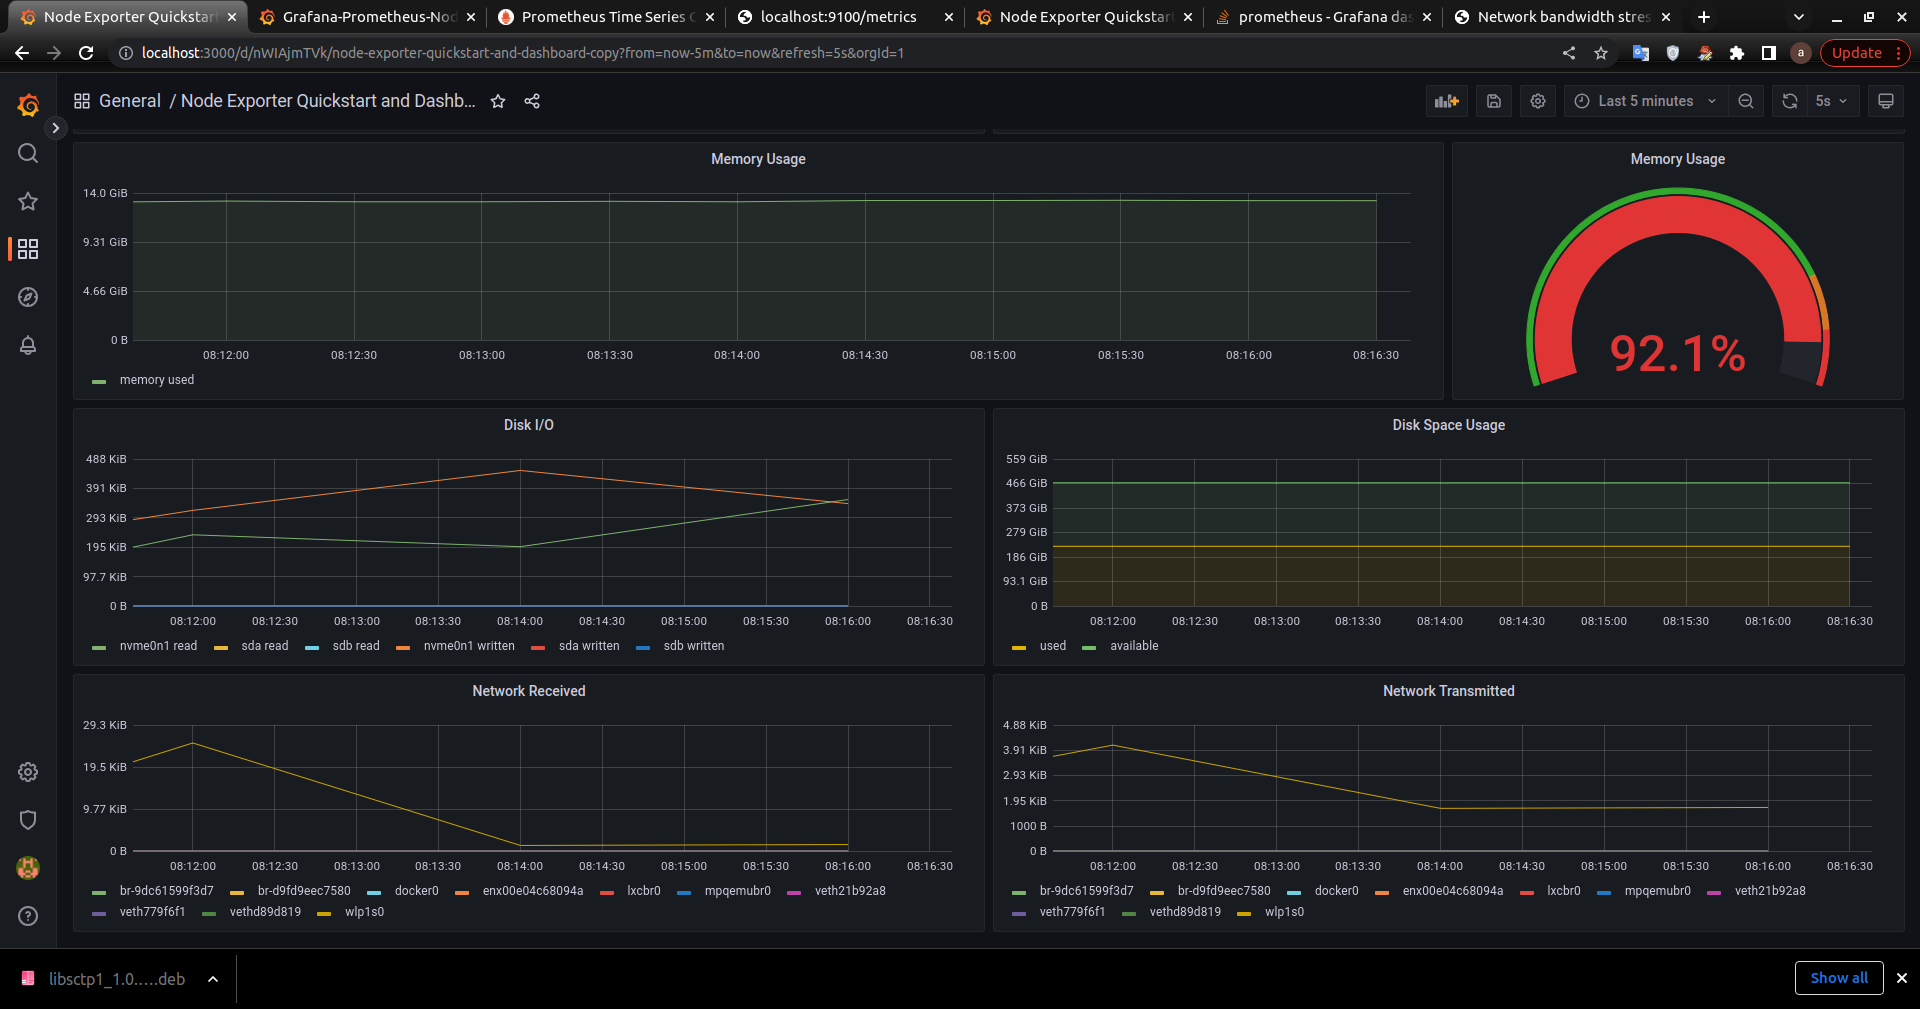 Node Exporter Quickstar Grafana-Prometheus-Nod Prometheus Time Series C localhost:9100/metrics Node Exporter Quickstar prometheus - Grafana das Network bandwidth stres
localhost:3000/d/nWIAjmTVk/node-exporter-quickstart-and-dashboard-copy?from=now-5m&to=now&refresh=5s&orgId=1 a Update
General / Node Exporter Quickstart and Dashb... Last 5 minutes 5s
Memory Usage
14.0 GiB
9.31 GiB
4.66 GiB
0 B
08:12:00 08:12:30 08:13:00 08:13:30 08:14:00 08:14:30 08:15:00 08:15:30 08:16:00 08:16:30
memory used
Memory Usage
92.1%
Disk I/O
488 KiB
391 KiB
293 KiB
195 KiB
97.7 KiB
0 B
08:12:00 08:12:30 08:13:00 08:13:30 08:14:00 08:14:30 08:15:00 08:15:30 08:16:00 08:16:30
nvme0n1 read sda read sdb read nvme0n1 written sda written sdb written
Disk Space Usage
559 GiB
466 GiB
373 GiB
279 GiB
186 GiB
93.1 GiB
0 B
08:12:00 08:12:30 08:13:00 08:13:30 08:14:00 08:14:30 08:15:00 08:15:30 08:16:00 08:16:30
used available
Network Received
29.3 KiB
19.5 KiB
9.77 KiB
0 B
08:12:00 08:12:30 08:13:00 08:13:30 08:14:00 08:14:30 08:15:00 08:15:30 08:16:00 08:16:30
br-9dc61599f3d7 br-d9fd9eec7580 docker0 enx00e04c68094a lxcbr0 mpqemubr0 veth21b92a8
veth779f6f1 vethd89d819 wlp1s0
Network Transmitted
4.88 KiB
3.91 KiB
2.93 KiB
1.95 KiB
1000 B
0 B
08:12:00 08:12:30 08:13:00 08:13:30 08:14:00 08:14:30 08:15:00 08:15:30 08:16:00 08:16:30
br-9dc61599f3d7 br-d9fd9eec7580 docker0 enx00e04c68094a lxcbr0 mpqemubr0 veth21b92a8
veth779f6f1 vethd89d819 wlp1s0
libsctp1_1.0.....deb Show all